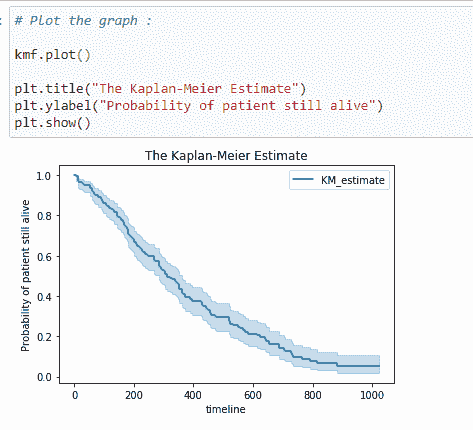 # Plot the graph :
kmf.plot()
plt.title("The Kaplan-Meier Estimate")
plt.ylabel("Probability of patient still alive")
plt.show()
The Kaplan-Meier Estimate
KM_estimate
1.0
0.8
0.6
0.4
0.2
0.0
Probability of patient still alive
0 200 400 600 800 1000
timeline